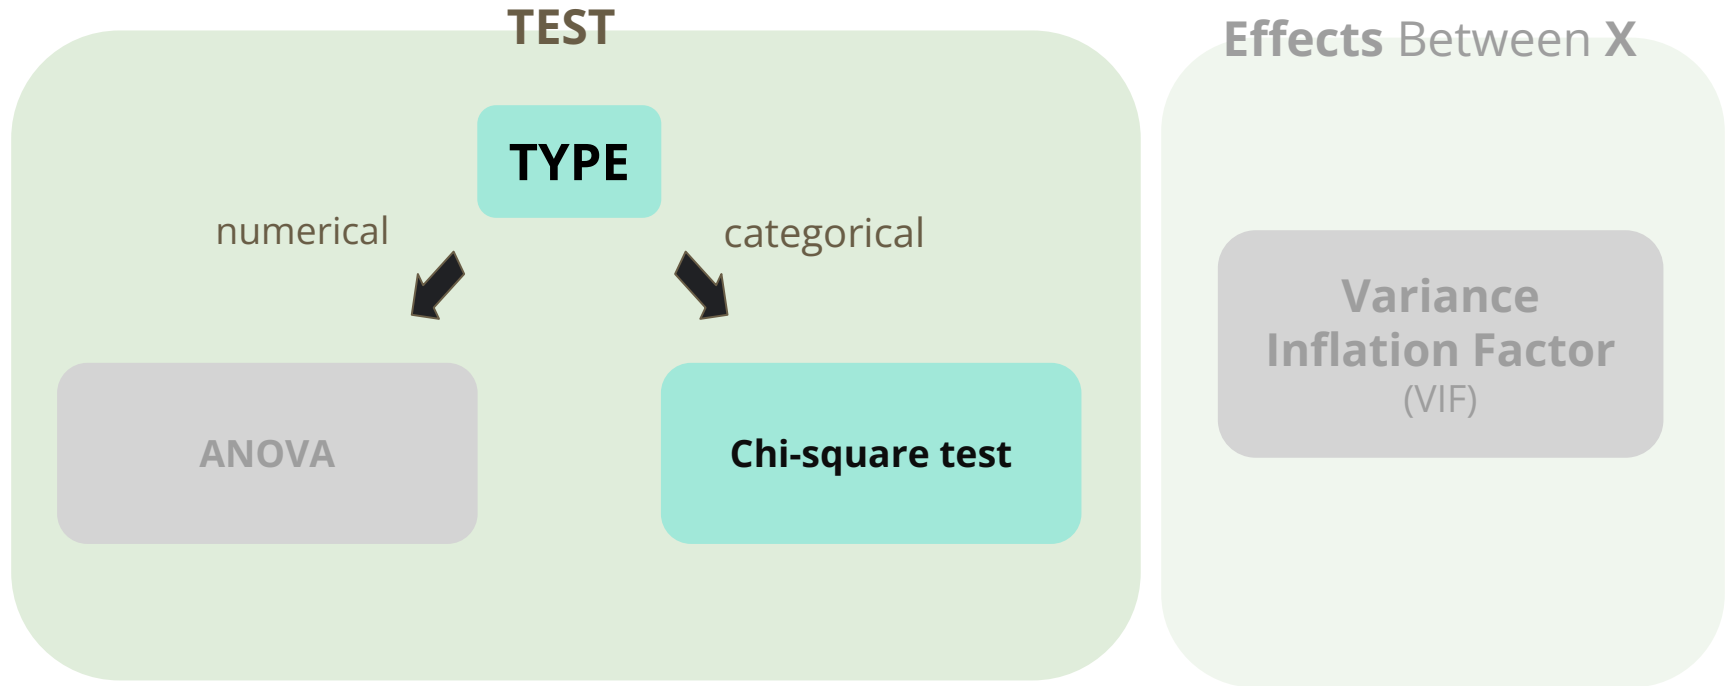 TEST
TYPE
numerical
categorical
ANOVA
Chi-square test
Effects Between X
Variance
Inflation Factor
(VIF)